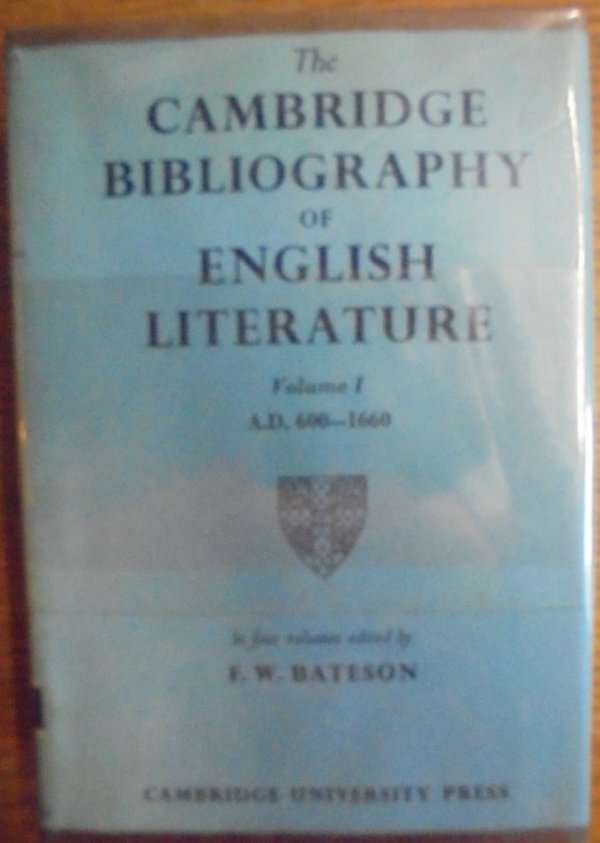 The
CAMBRIDGE
BIBLIOGRAPHY
OF
ENGLISH
LITERATURE
Volume I
A.D. 600—1660
In four volumes edited by
F. W. BATESON
CAMBRIDGE UNIVERSITY PRESS